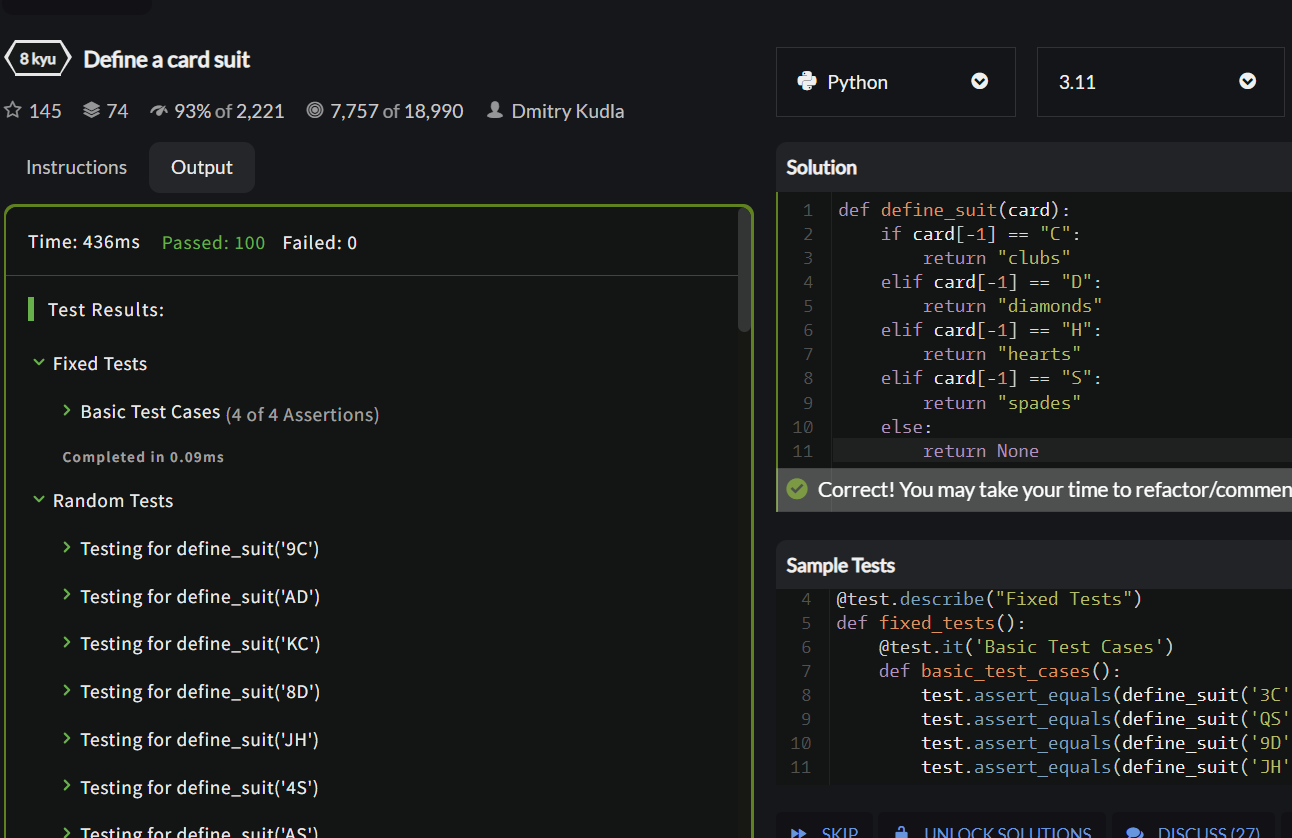 8 kyu Define a card suit
145 74 93% of 2,221 7,757 of 18,990 Dmitry Kudla
Instructions Output
Time: 436ms Passed: 100 Failed: 0
Test Results:
Fixed Tests
Basic Test Cases (4 of 4 Assertions)
Completed in 0.09ms
Random Tests
Testing for define_suit('9C')
Testing for define_suit('AD')
Testing for define_suit('KC')
Testing for define_suit('8D')
Testing for define_suit('JH')
Testing for define_suit('4S')
Testing for define_suit('AS')
Python 3.11
Solution
1 def define_suit(card):
2     if card[-1] == "C":
3         return "clubs"
4     elif card[-1] == "D":
5         return "diamonds"
6     elif card[-1] == "H":
7         return "hearts"
8     elif card[-1] == "S":
9         return "spades"
10     else:
11         return None
Correct! You may take your time to refactor/commen
Sample Tests
4 @test.describe("Fixed Tests")
5 def fixed_tests():
6     @test.it('Basic Test Cases')
7     def basic_test_cases():
8         test.assert_equals(define_suit('3C'
9         test.assert_equals(define_suit('QS'
10         test.assert_equals(define_suit('9D'
11         test.assert_equals(define_suit('JH'
SKIP UNLOCK SOLUTIONS DISCUSS (27)